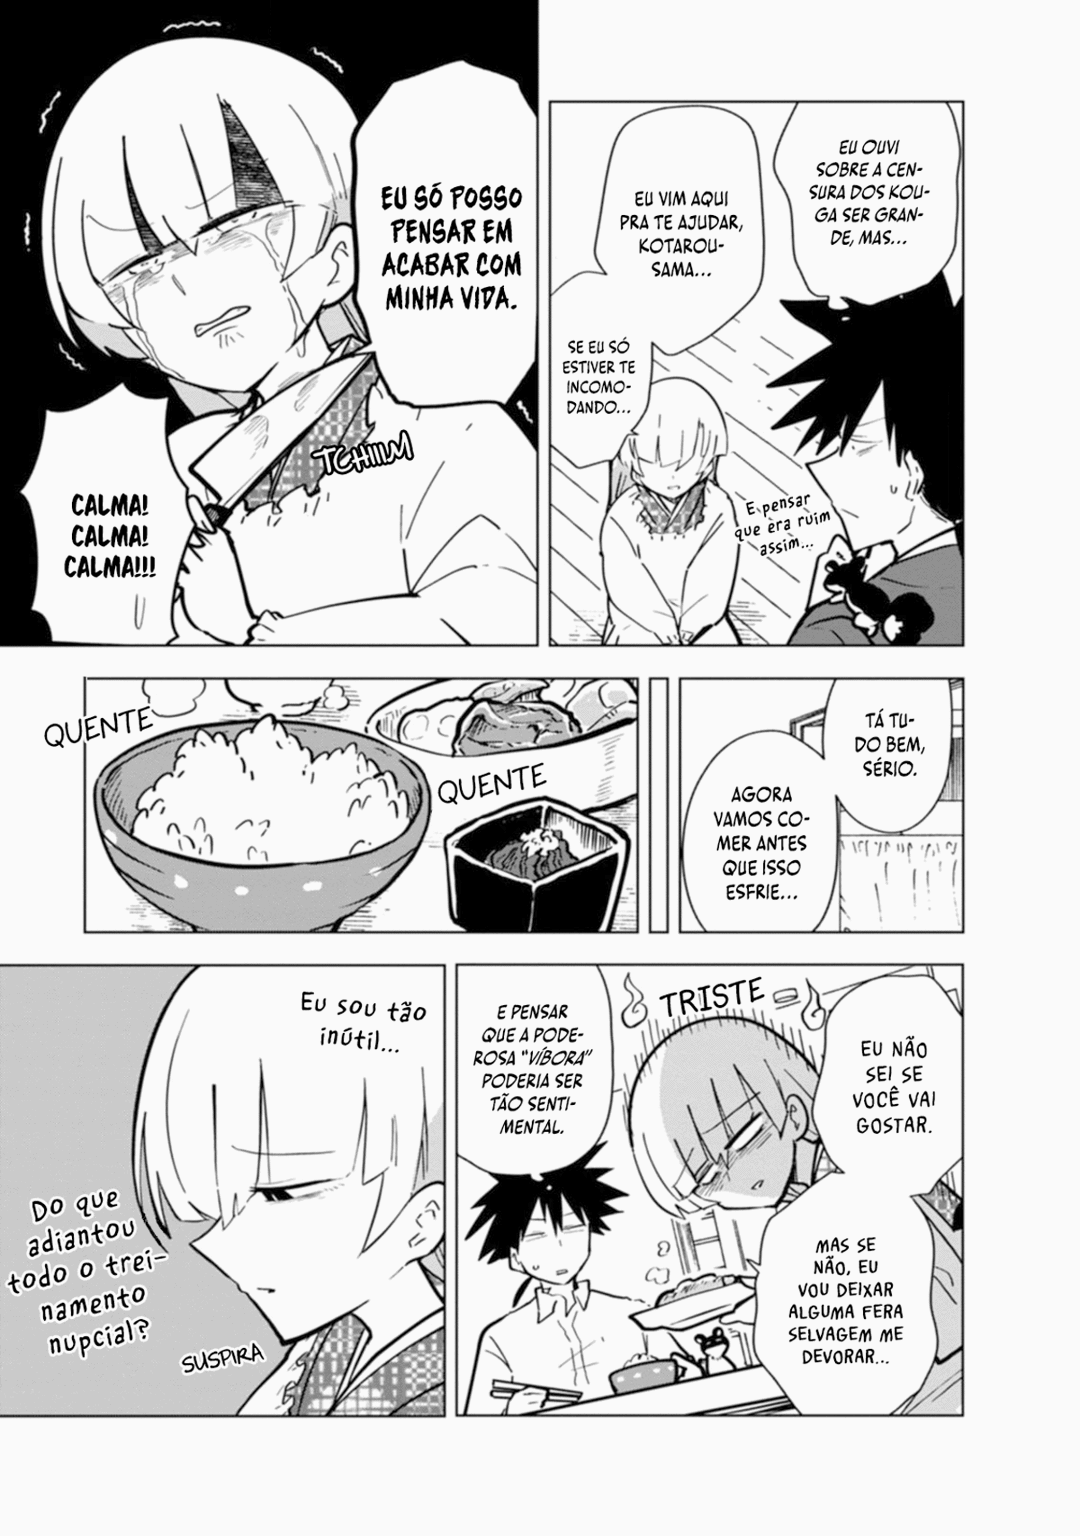 EU OUVI
SOBRE A CEN-
SURA DOS KOU-
GA SER GRAN-
DE, MAS...
EU VIM AQUI
PRA TE AJUDAR,
KOTAROU-
SAMA...
SE EU SÓ
ESTIVER TE
INCOMO-
DANDO...
E pensar
que era ruim
assim...
EU SÓ POSSO
PENSAR EM
ACABAR COM
MINHA VIDA.
TCHIIIM
CALMA!
CALMA!
CALMA!!!
TÁ TU-
DO BEM,
SÉRIO.
AGORA
VAMOS CO-
MER ANTES
QUE ISSO
ESFRIE...
QUENTE
QUENTE
TRISTE
EU NÃO
SEI SE
VOCÊ VAI
GOSTAR.
MAS SE
NÃO, EU
VOU DEIXAR
ALGUMA FERA
SELVAGEM ME
DEVORAR...
E PENSAR
QUE A PODE-
ROSA "VÍBORA"
PODERIA SER
TÃO SENTI-
MENTAL.
Eu sou tão
inútil...
Do que
adiantou
todo o trei-
namento
nupcial?
SUSPIRA